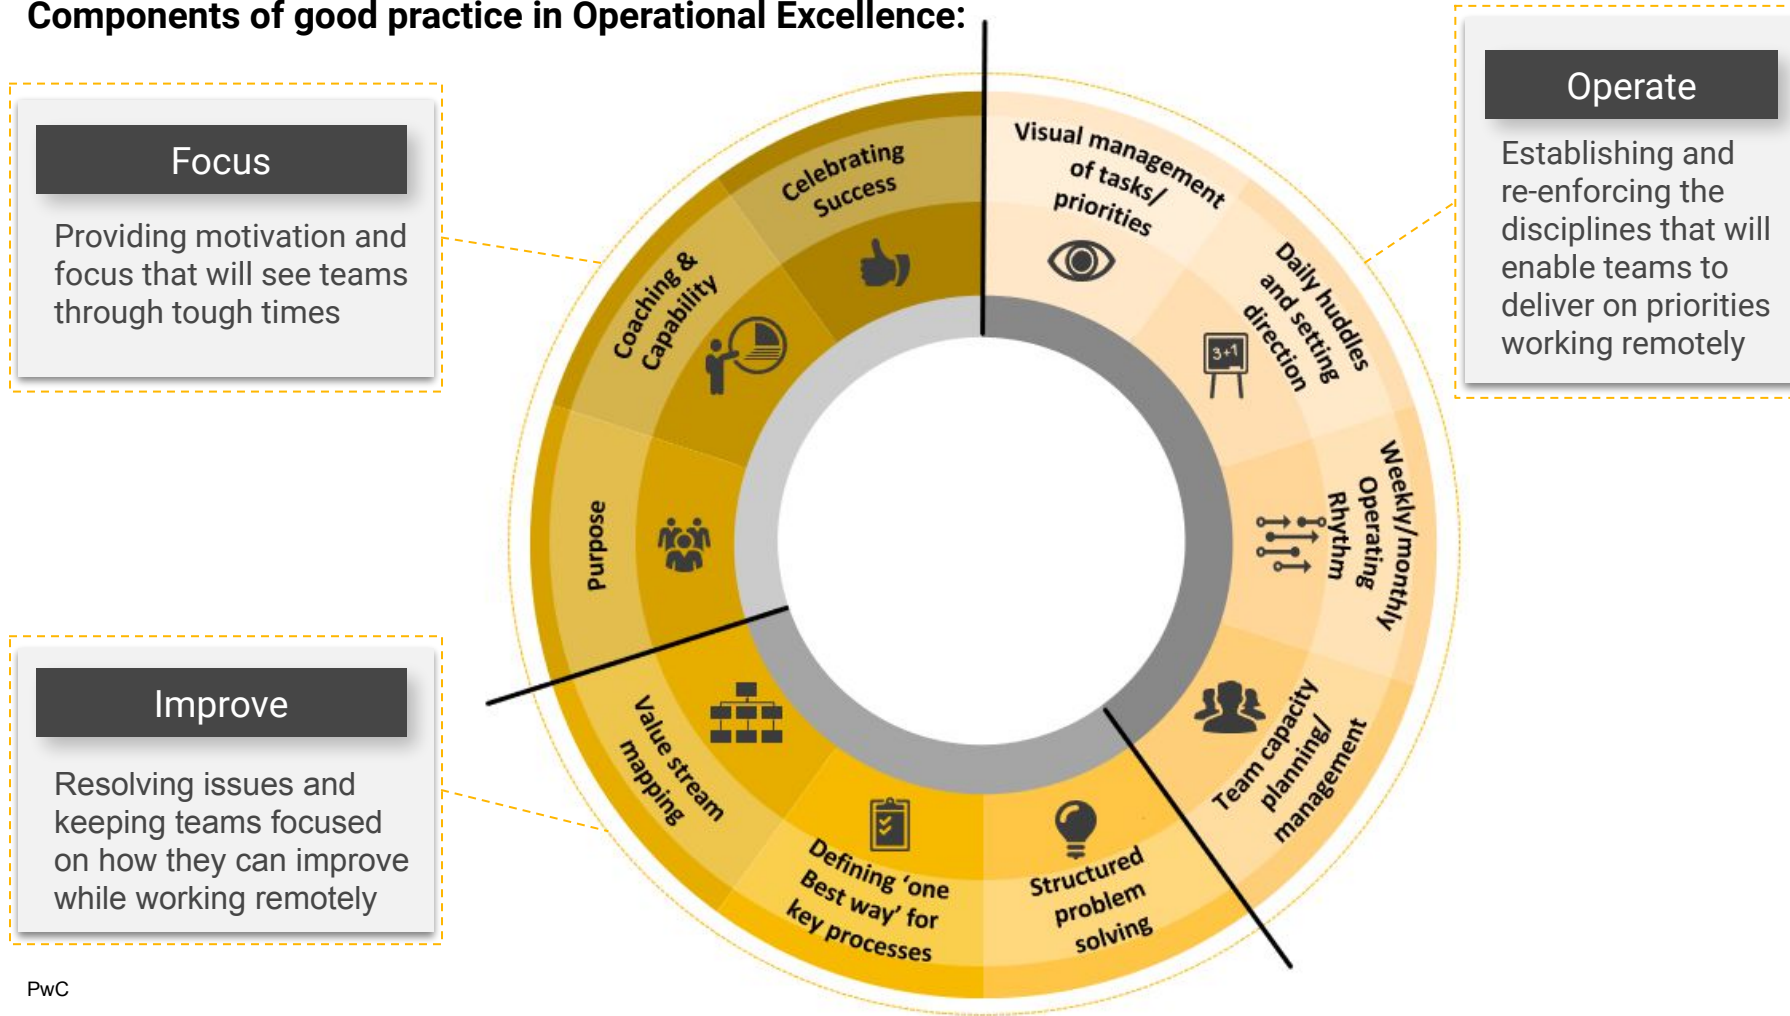 Components of good practice in Operational Excellence:
Focus
Providing motivation and
focus that will see teams
through tough times
Operate
Establishing and
re-enforcing the
disciplines that will
enable teams to
deliver on priorities
working remotely
Improve
Resolving issues and
keeping teams focused
on how they can improve
while working remotely
Visual management
of tasks/
priorities
Daily huddles
and setting
direction
3+1
Weekly/monthly
Operating
Rhythm
Team capacity
planning/
management
Structured
problem
solving
Defining ‘one
Best way’ for
key processes
Value stream
mapping
Purpose
Coaching &
Capability
Celebrating
Success
PwC